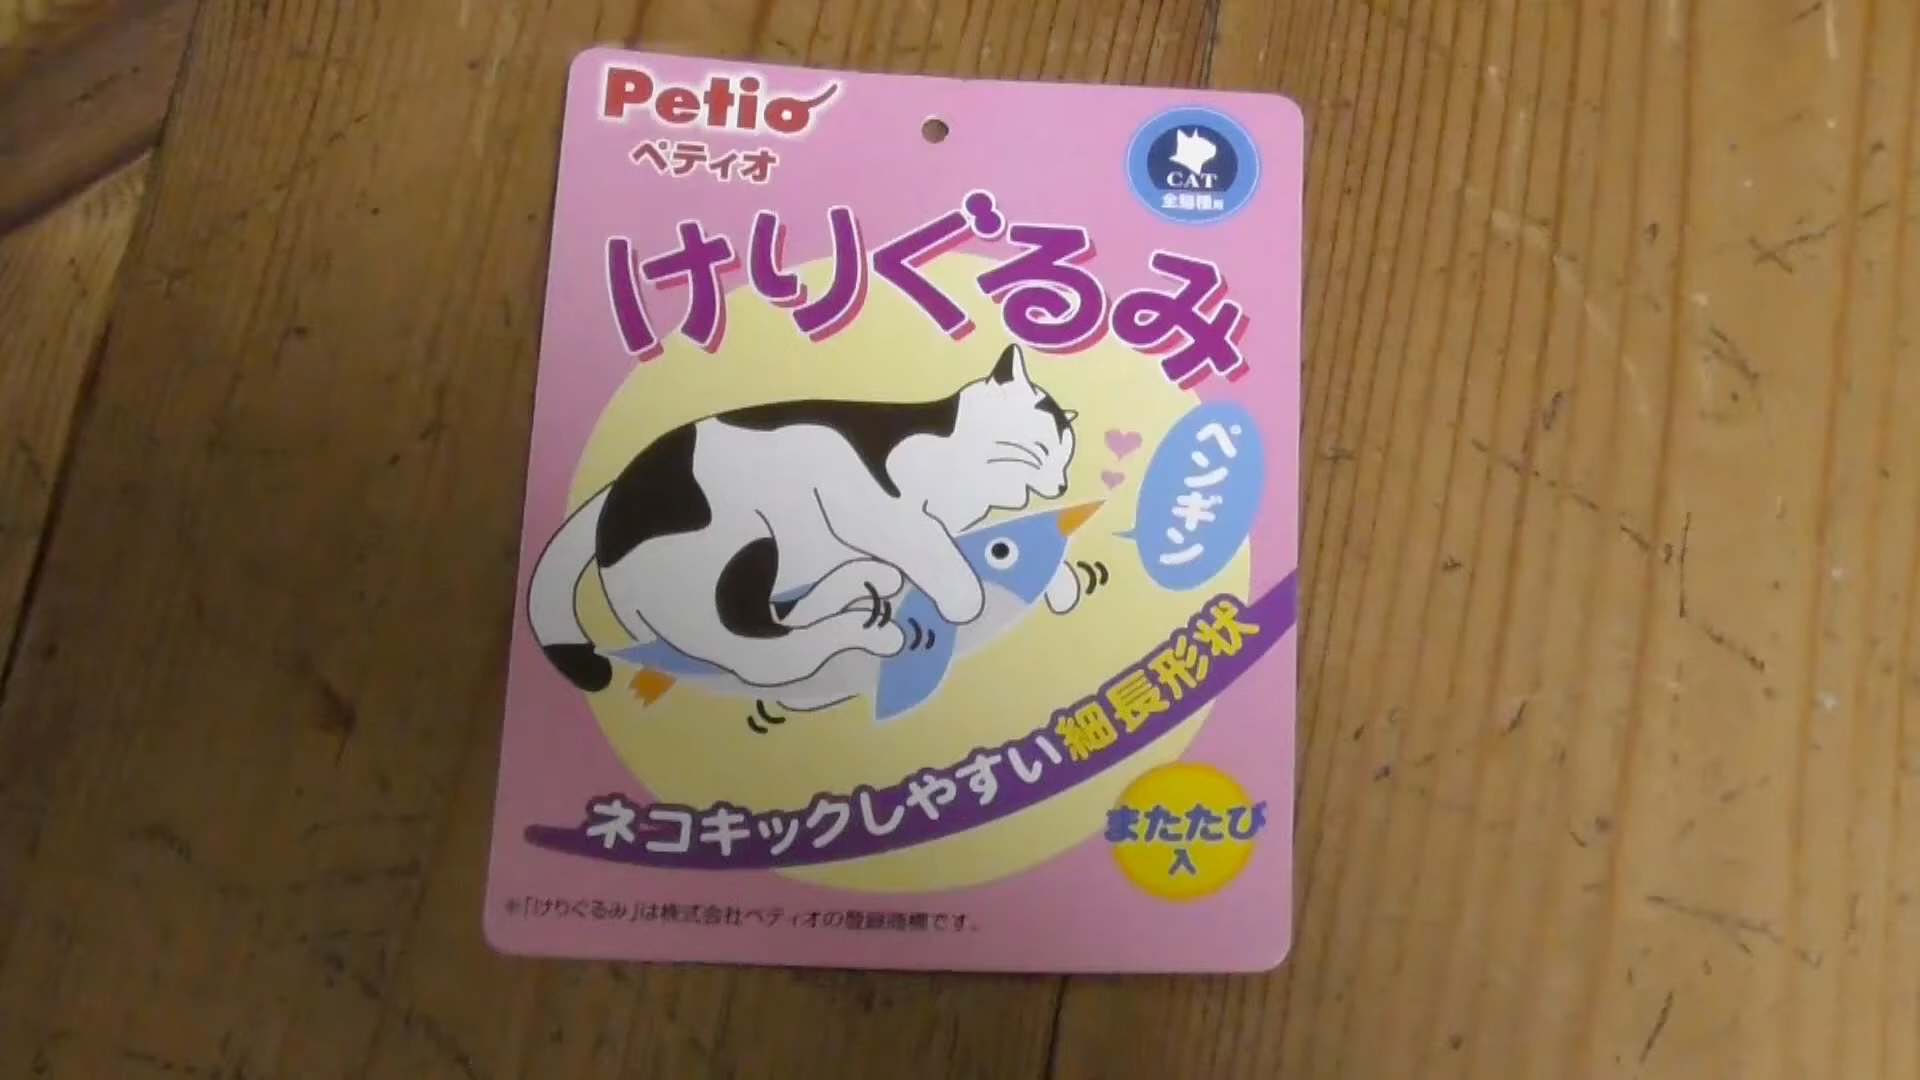 Petio
ペティオ
CAT
全猫種用
けりぐるみ
ペンギン
ネコキックしやすい細長形状
またたび
入
※「けりぐるみ」は株式会社ペティオの登録商標です。